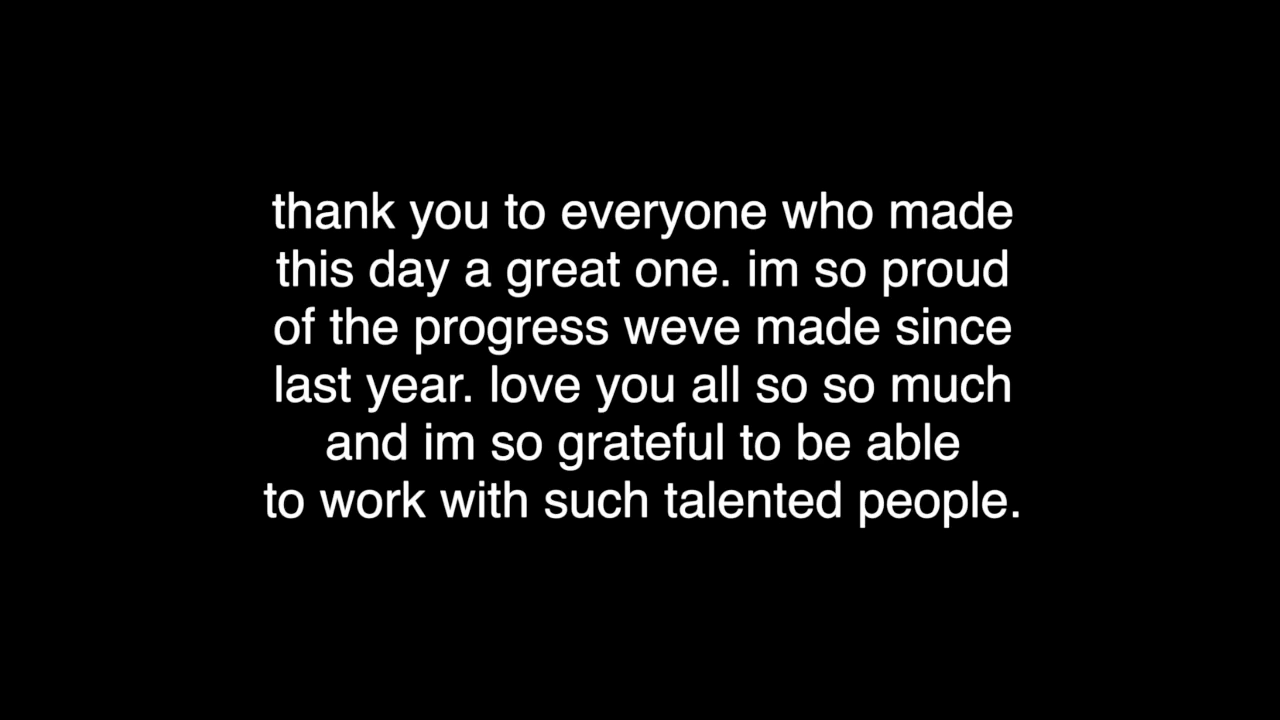 thank you to everyone who made
this day a great one. im so proud
of the progress weve made since
last year. love you all so so much
and im so grateful to be able
to work with such talented people.